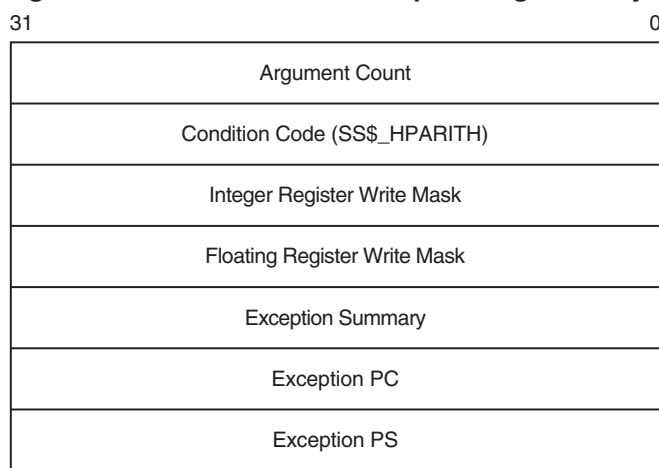 31 0
Argument Count
Condition Code (SS$_HPARITH)
Integer Register Write Mask
Floating Register Write Mask
Exception Summary
Exception PC
Exception PS